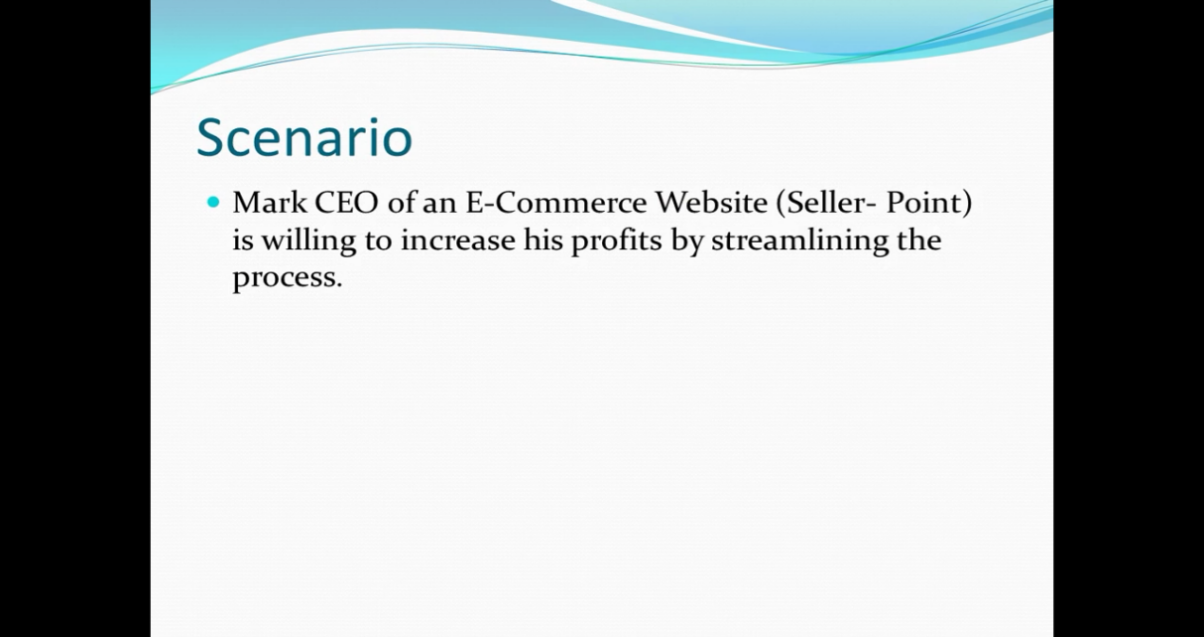 Scenario
Mark CEO of an E-Commerce Website (Seller- Point)
is willing to increase his profits by streamlining the
process.